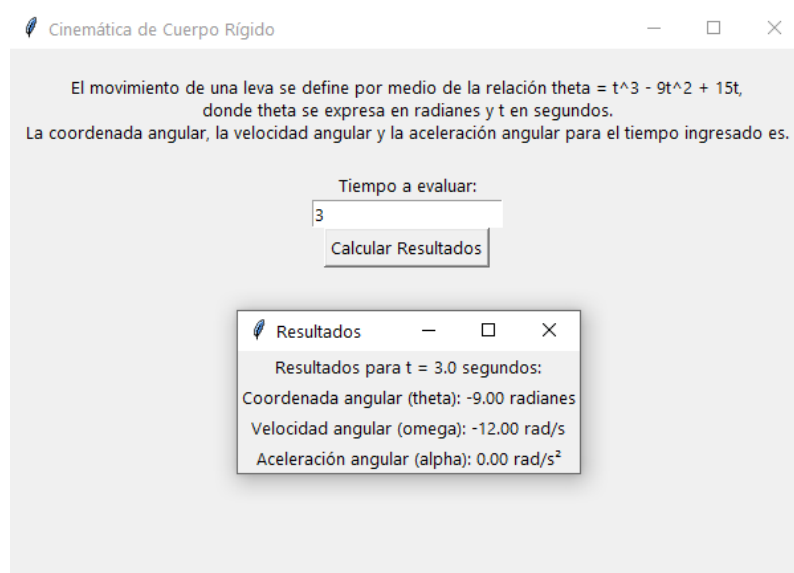 Cinemática de Cuerpo Rígido
El movimiento de una leva se define por medio de la relación theta = t^3 - 9t^2 + 15t,
donde theta se expresa en radianes y t en segundos.
La coordenada angular, la velocidad angular y la aceleración angular para el tiempo ingresado es.
Tiempo a evaluar:
3
Calcular Resultados
Resultados
Resultados para t = 3.0 segundos:
Coordenada angular (theta): -9.00 radianes
Velocidad angular (omega): -12.00 rad/s
Aceleración angular (alpha): 0.00 rad/s²